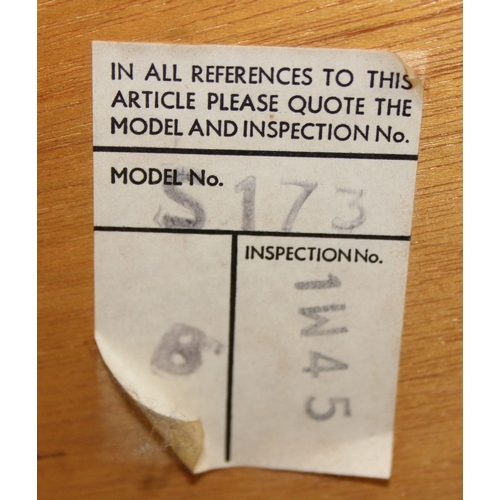 IN ALL REFERENCES TO THIS
ARTICLE PLEASE QUOTE THE
MODEL AND INSPECTION No.
MODEL No. S173
INSPECTION No.
1W45
8